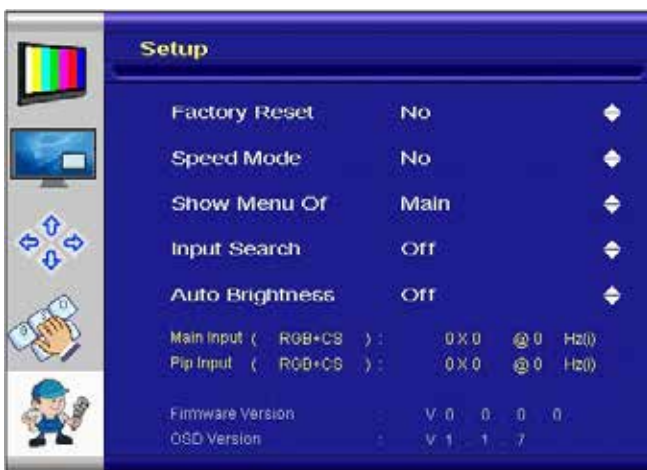 Setup
Factory Reset No
Speed Mode No
Show Menu Of Main
Input Search Off
Auto Brightness Off
Main Input ( RGB+CS ) : 0 X 0 @ 0 Hz(i)
Pip Input ( RGB+CS ) : 0 X 0 @ 0 Hz(i)
Firmware Version : V 0 . 0 . 0 . 0
OSD Version : V 1 . 1 . 7